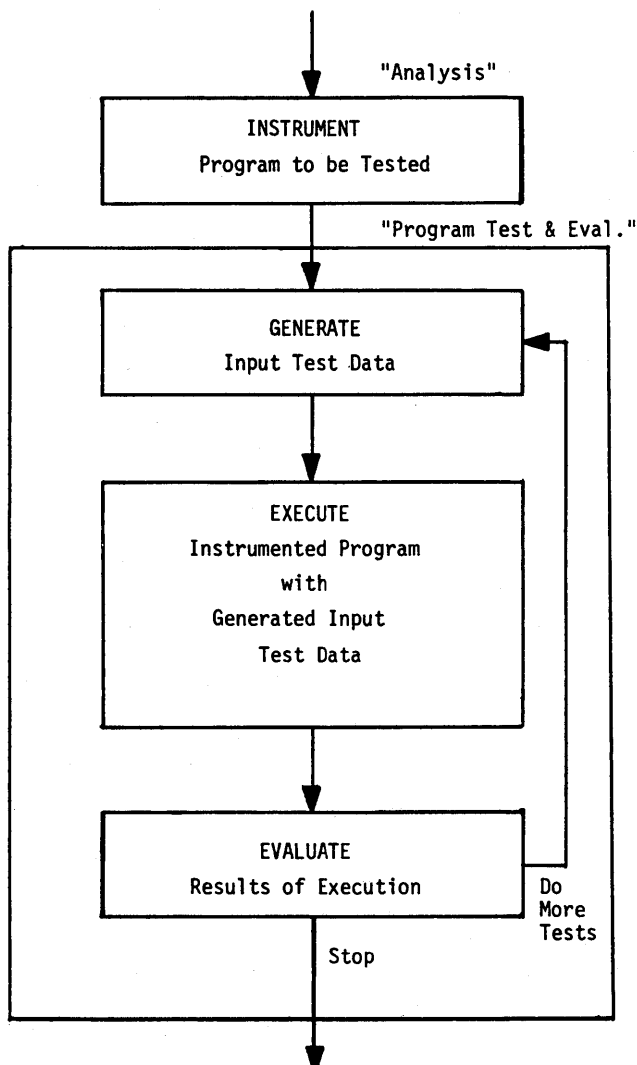 "Analysis"
INSTRUMENT
Program to be Tested
"Program Test & Eval."
GENERATE
Input Test Data
EXECUTE
Instrumented Program
with
Generated Input
Test Data
EVALUATE
Results of Execution
Do
More
Tests
Stop